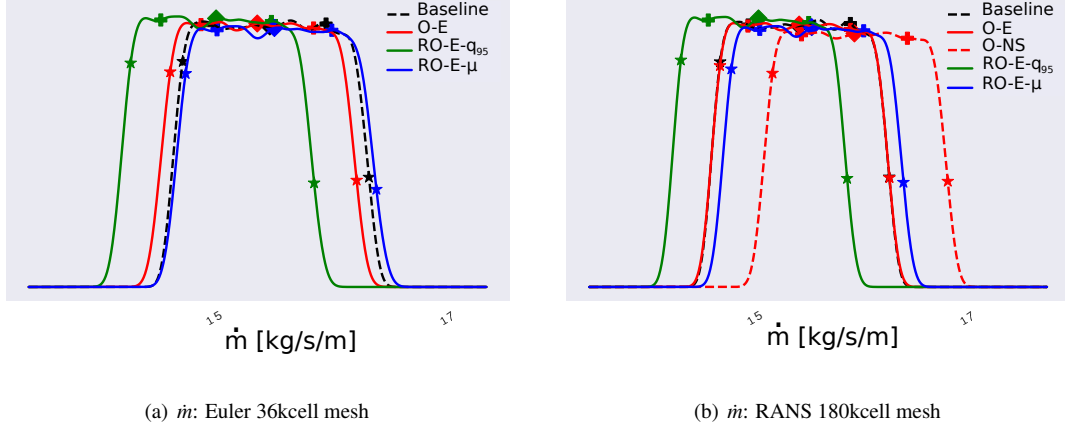 Baseline
O-E
RO-E-q₉₅
RO-E-μ
15
17
ṁ [kg/s/m]
(a) ṁ: Euler 36kcell mesh
Baseline
O-E
O-NS
RO-E-q₉₅
RO-E-μ
15
17
ṁ [kg/s/m]
(b) ṁ: RANS 180kcell mesh